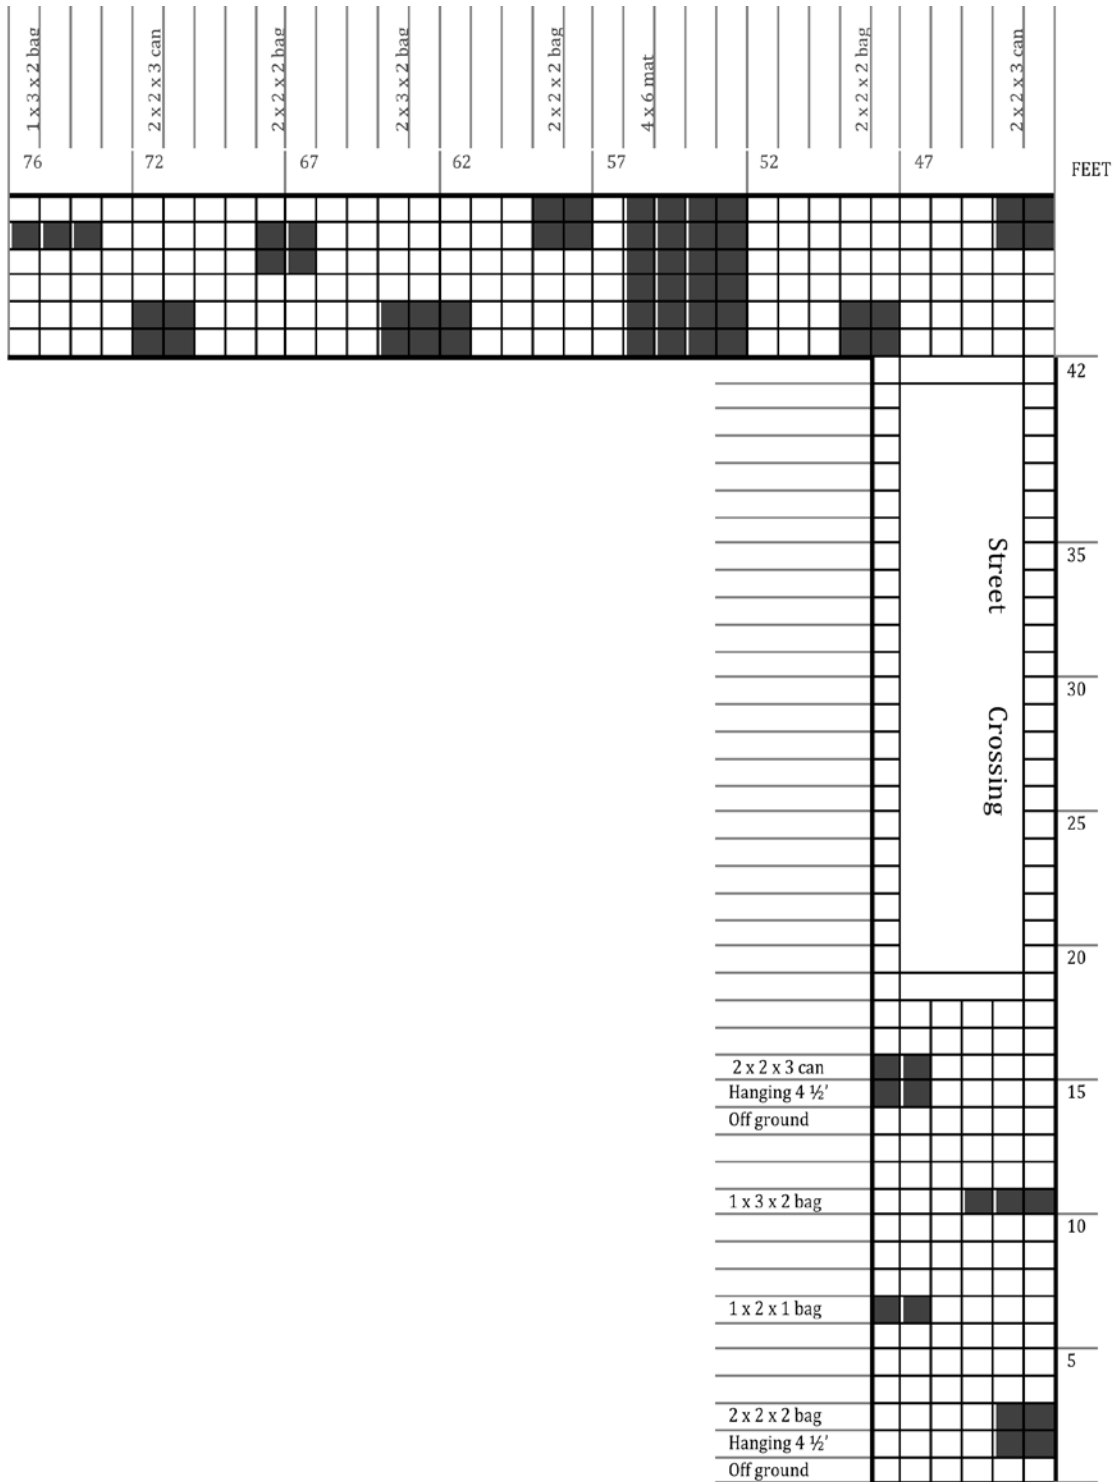 1 x 3 x 2 bag
2 x 2 x 3 can
2 x 2 x 2 bag
2 x 3 x 2 bag
2 x 2 x 2 bag
4 x 6 mat
2 x 2 x 2 bag
2 x 2 x 3 can
76
72
67
62
57
52
47
FEET
42
35
Street Crossing
30
25
20
2 x 2 x 3 can
Hanging 4 ½'
Off ground
15
1 x 3 x 2 bag
10
1 x 2 x 1 bag
5
2 x 2 x 2 bag
Hanging 4 ½'
Off ground